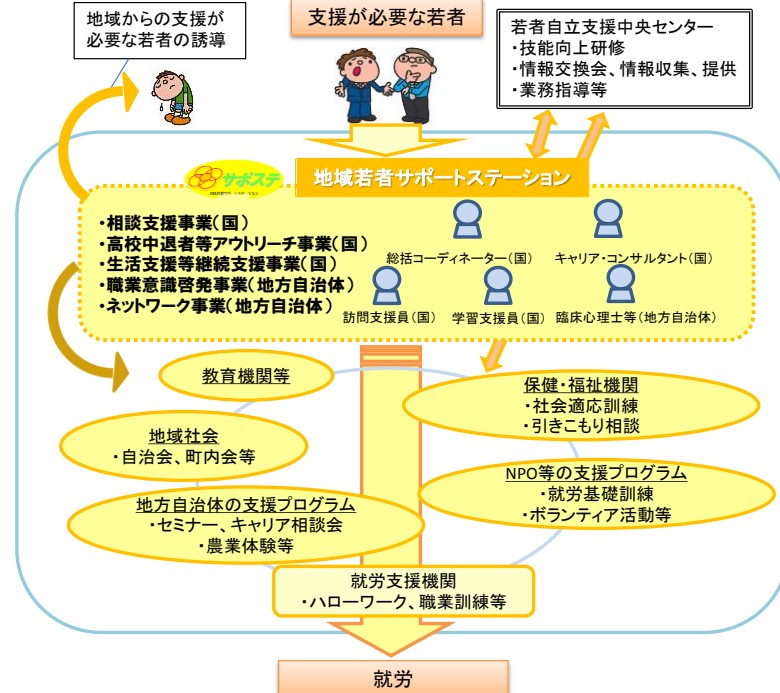 地域からの支援が
必要な若者の誘導
支援が必要な若者
若者自立支援中央センター
・技能向上研修
・情報交換会、情報収集、提供
・業務指導等
サポステ
地域若者サポートステーション
・相談支援事業(国)
・高校中退者等アウトリーチ事業(国)
・生活支援等継続支援事業(国)
・職業意識啓発事業(地方自治体)
・ネットワーク事業(地方自治体)
総括コーディネーター(国)
キャリア・コンサルタント(国)
訪問支援員(国)
学習支援員(国)
臨床心理士等(地方自治体)
教育機関等
保健・福祉機関
・社会適応訓練
・引きこもり相談
地域社会
・自治会、町内会等
NPO等の支援プログラム
・就労基礎訓練
・ボランティア活動等
地方自治体の支援プログラム
・セミナー、キャリア相談会
・農業体験等
就労支援機関
・ハローワーク、職業訓練等
就労